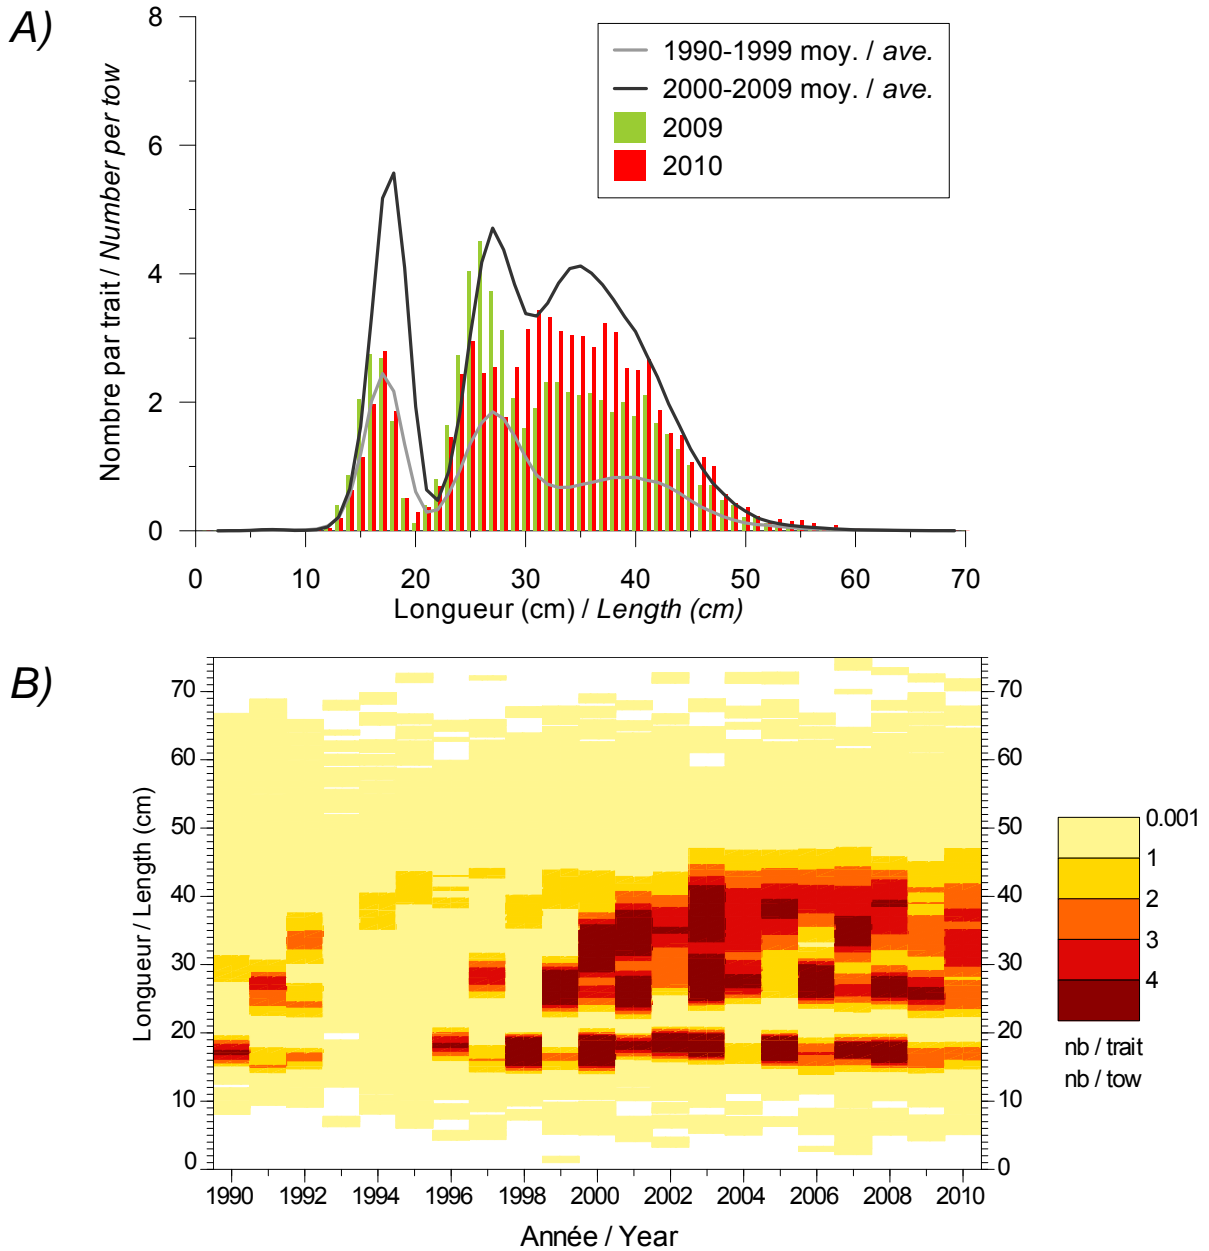 A)
8
6
4
2
0
Nombre par trait / Number per tow
1990-1999 moy. / ave.
2000-2009 moy. / ave.
2009
2010
0 10 20 30 40 50 60 70
Longueur (cm) / Length (cm)
B)
70
60
50
40
30
20
10
0
Longueur / Length (cm)
70
60
50
40
30
20
10
0
0.001
1
2
3
4
nb / trait
nb / tow
1990 1992 1994 1996 1998 2000 2002 2004 2006 2008 2010
Année / Year